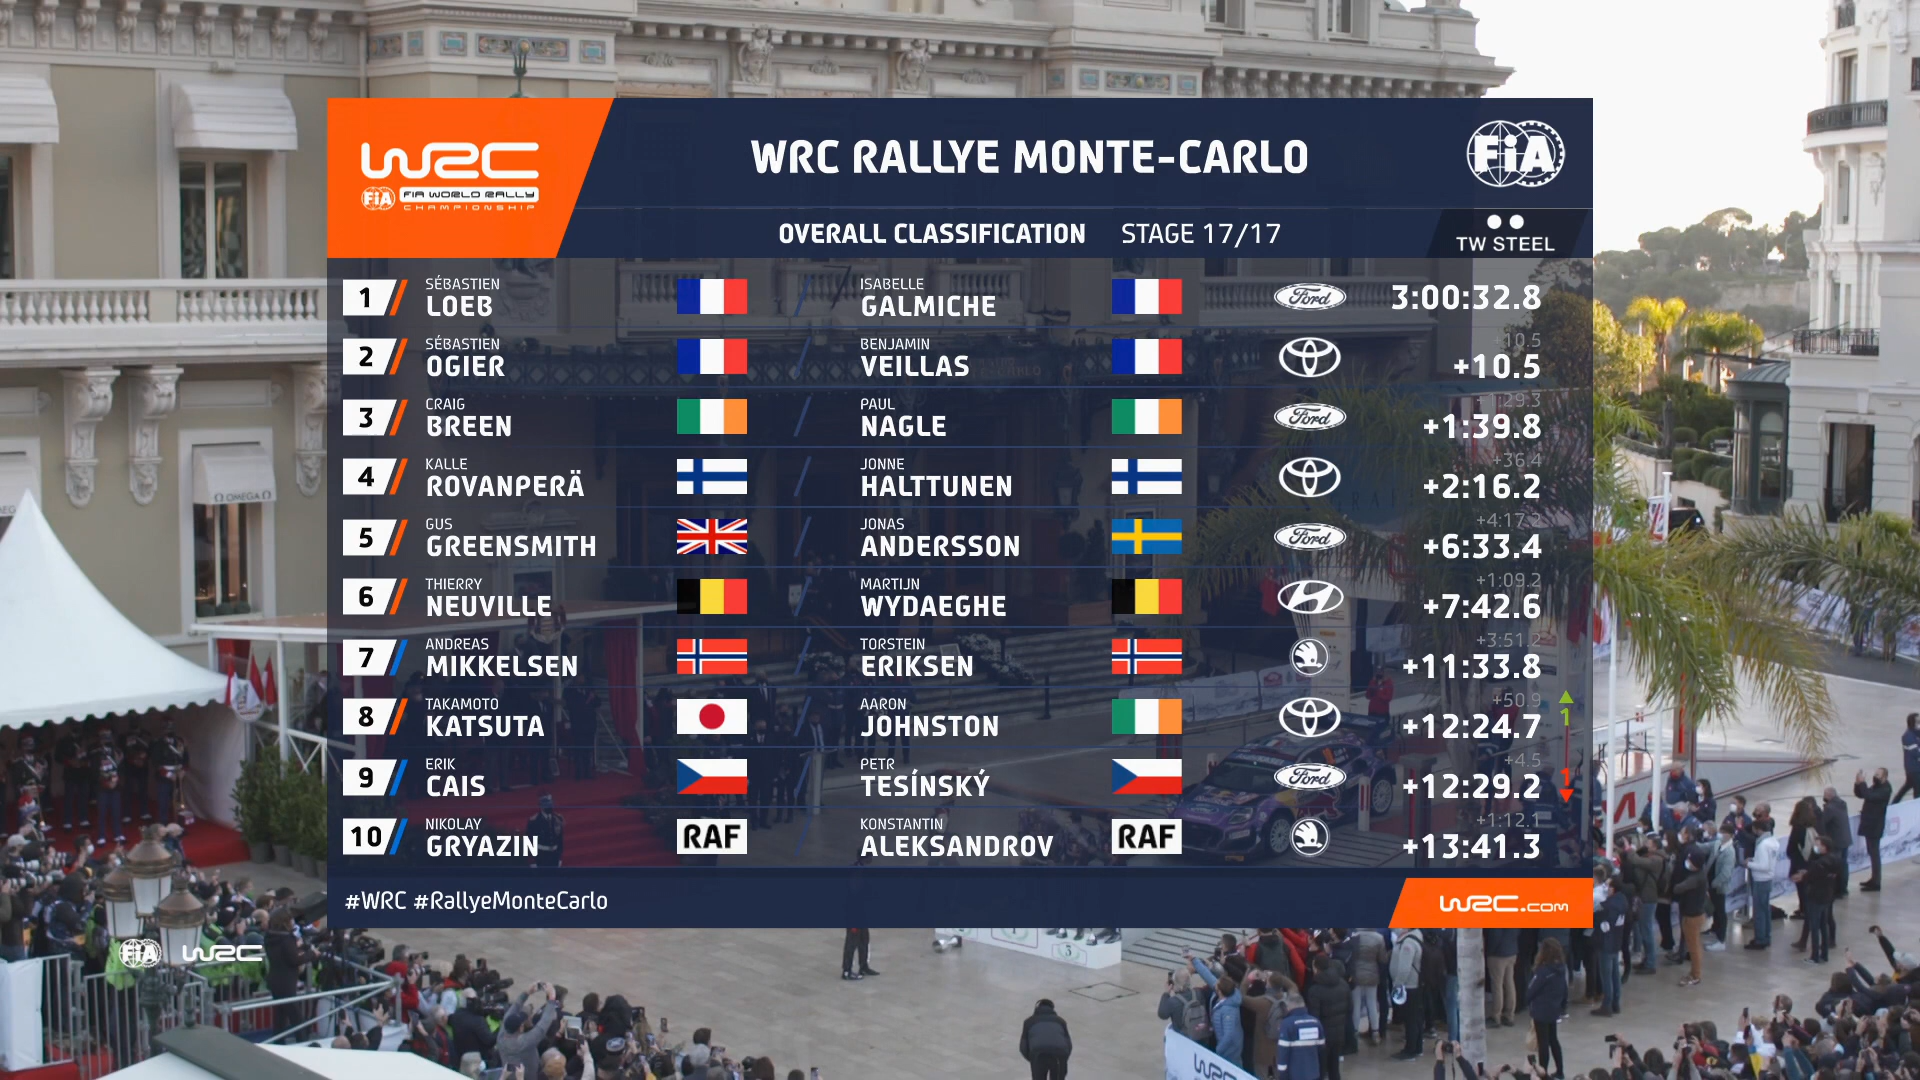 WRC
FIA FIA WORLD RALLY
CHAMPIONSHIP
WRC RALLYE MONTE-CARLO
FIA
OVERALL CLASSIFICATION STAGE 17/17
TW STEEL
1 SÉBASTIEN LOEB ISABELLE GALMICHE Ford 3:00:32.8
2 SÉBASTIEN OGIER BENJAMIN VEILLAS +10.5 +10.5
3 CRAIG BREEN PAUL NAGLE Ford +1:29.3 +1:39.8
4 KALLE ROVANPERÄ JONNE HALTTUNEN +36.4 +2:16.2
5 GUS GREENSMITH JONAS ANDERSSON Ford +4:17.2 +6:33.4
6 THIERRY NEUVILLE MARTIJN WYDAEGHE +1:09.2 +7:42.6
7 ANDREAS MIKKELSEN TORSTEIN ERIKSEN +3:51.2 +11:33.8
8 TAKAMOTO KATSUTA AARON JOHNSTON +50.9 +12:24.7 1
9 ERIK CAIS PETR TESÍNSKÝ Ford +4.5 +12:29.2 1
10 NIKOLAY GRYAZIN RAF KONSTANTIN ALEKSANDROV RAF +1:12.1 +13:41.3
#WRC #RallyeMonteCarlo
WRC.COM
FIA WRC
OMEGA
3
WRC